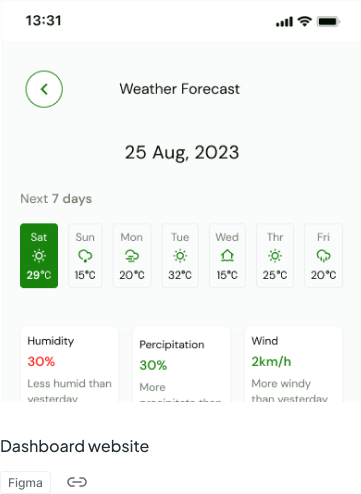 13:31
Weather Forecast
25 Aug, 2023
Next 7 days
Sat Sun Mon Tue Wed Thr Fri
29°C 15°C 20°C 32°C 15°C 25°C 20°C
Humidity
30%
Less humid than
yesterday
Percipitation
30%
More
precipitate than
Wind
2km/h
More windy
than yesterday
Dashboard website
Figma